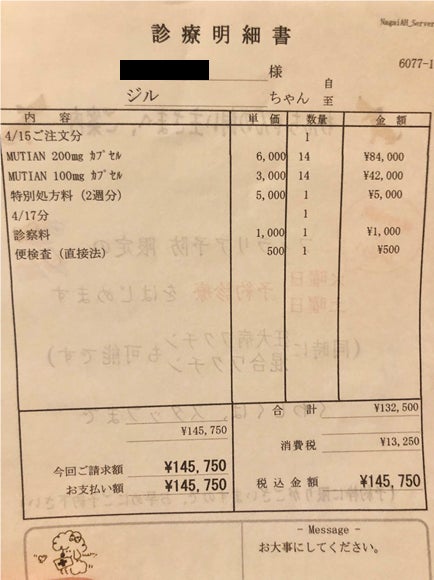 NagaiAH_Server
診療明細書
6077-1
様
自
ジル ちゃん 至
内容 単価 数量 金額
4/15ご注文分 1
MUTIAN 200mg ｶﾌﾟｾﾙ 6,000 14 ¥84,000
MUTIAN 100mg ｶﾌﾟｾﾙ 3,000 14 ¥42,000
特別処方料（2週分） 5,000 1 ¥5,000
4/17分 1
診察料 1,000 1 ¥1,000
便検査（直接法） 500 1 ¥500
合計 ¥132,500
¥145,750
消費税 ¥13,250
今回ご請求額 ¥145,750
お支払い額 ¥145,750
税込金額 ¥145,750
- Message -
お大事にしてください。